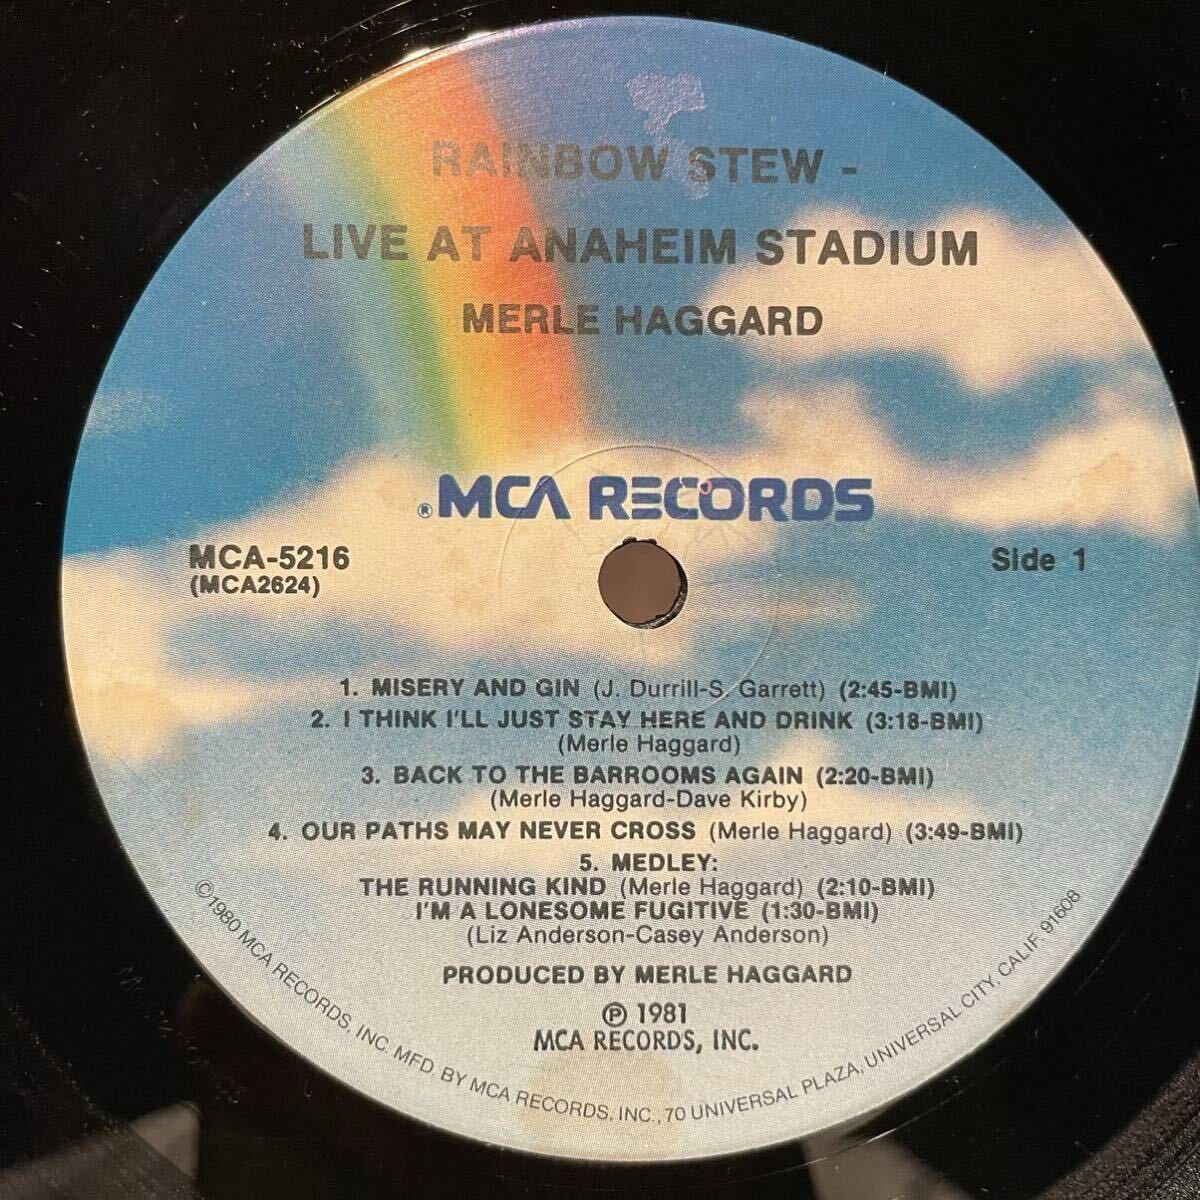 RAINBOW STEW -
LIVE AT ANAHEIM STADIUM
MERLE HAGGARD
®MCA RECORDS
MCA-5216
(MCA2624)
Side 1
1. MISERY AND GIN (J. Durrill-S. Garrett) (2:45-BMI)
2. I THINK I'LL JUST STAY HERE AND DRINK (3:18-BMI)
(Merle Haggard)
3. BACK TO THE BARROOMS AGAIN (2:20-BMI)
(Merle Haggard-Dave Kirby)
4. OUR PATHS MAY NEVER CROSS (Merle Haggard) (3:49-BMI)
5. MEDLEY:
THE RUNNING KIND (Merle Haggard) (2:10-BMI)
I'M A LONESOME FUGITIVE (1:30-BMI)
(Liz Anderson-Casey Anderson)
PRODUCED BY MERLE HAGGARD
℗ 1981
MCA RECORDS, INC.
©1980 MCA RECORDS, INC. MFD BY MCA RECORDS, INC., 70 UNIVERSAL PLAZA, UNIVERSAL CITY, CALIF. 91608